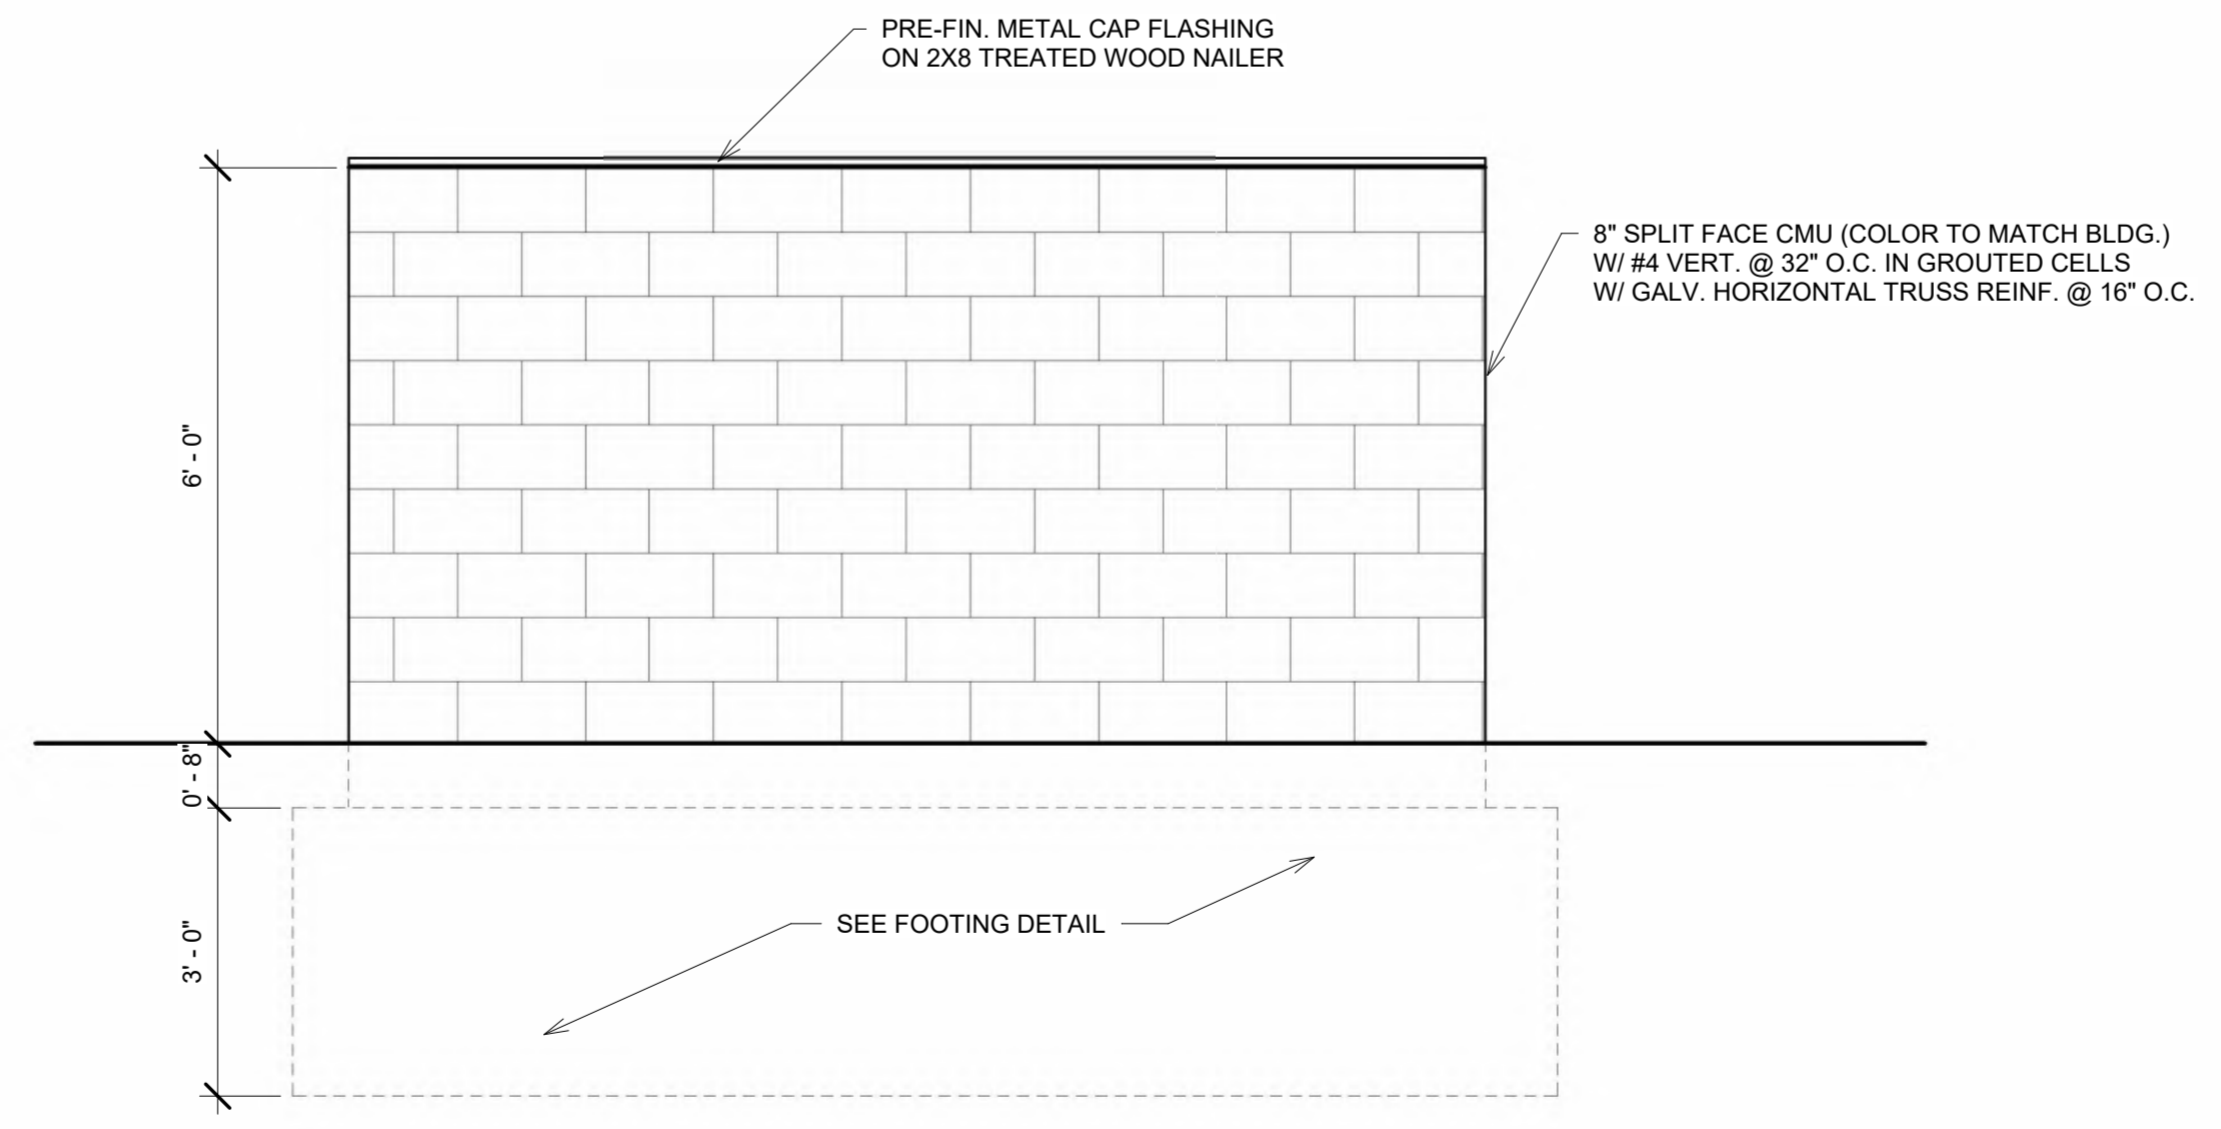 PRE-FIN. METAL CAP FLASHING
ON 2X8 TREATED WOOD NAILER
8" SPLIT FACE CMU (COLOR TO MATCH BLDG.)
W/ #4 VERT. @ 32" O.C. IN GROUTED CELLS
W/ GALV. HORIZONTAL TRUSS REINF. @ 16" O.C.
6' - 0"
0' - 8"
3' - 0"
SEE FOOTING DETAIL